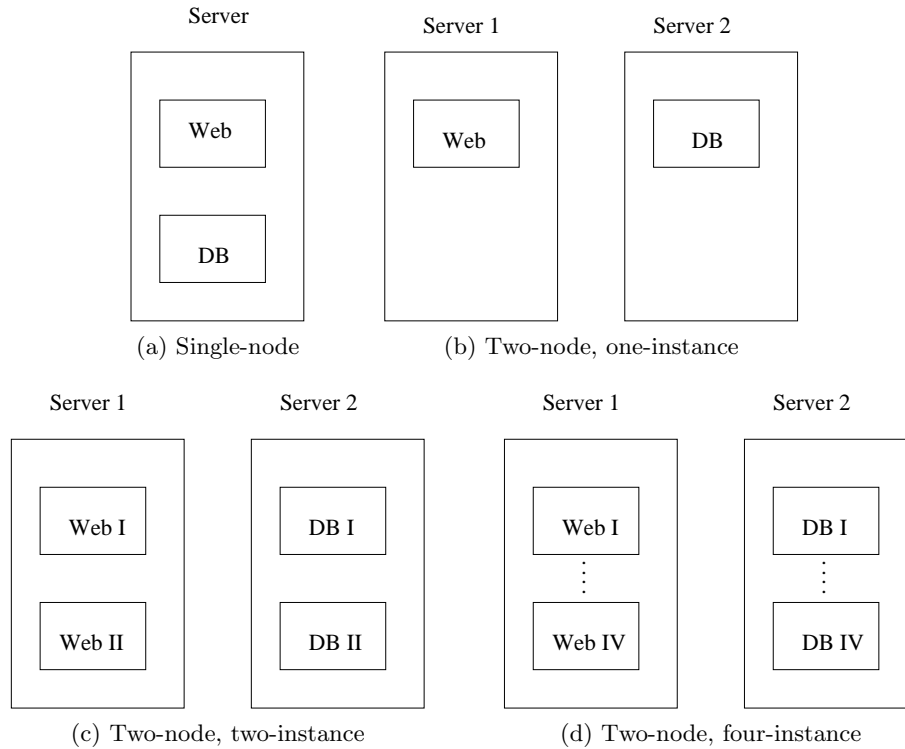 Server
Server 1
Server 2
Web
DB
Web
DB
(a) Single-node
(b) Two-node, one-instance
Server 1
Server 2
Server 1
Server 2
Web I
Web II
DB I
DB II
Web I
Web IV
DB I
DB IV
(c) Two-node, two-instance
(d) Two-node, four-instance